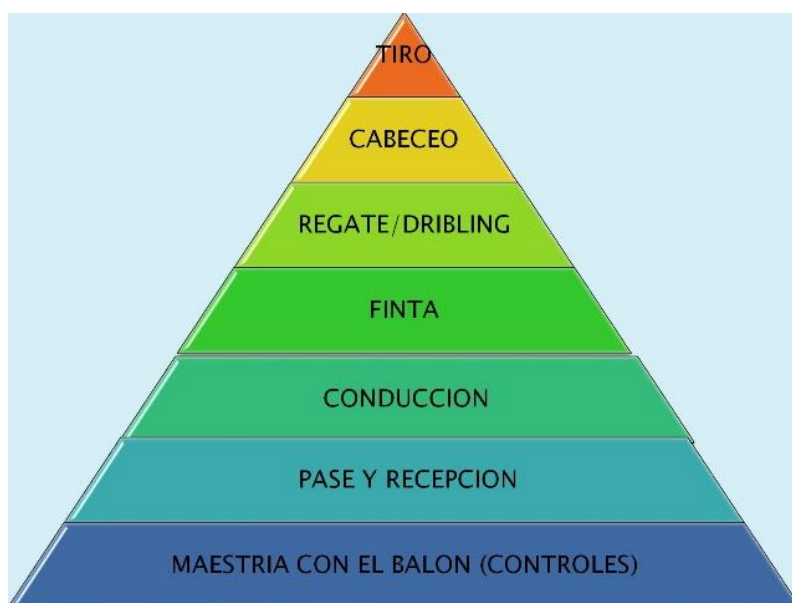 TIRO
CABECEO
REGATE/DRIBLING
FINTA
CONDUCCION
PASE Y RECEPCION
MAESTRIA CON EL BALON (CONTROLES)